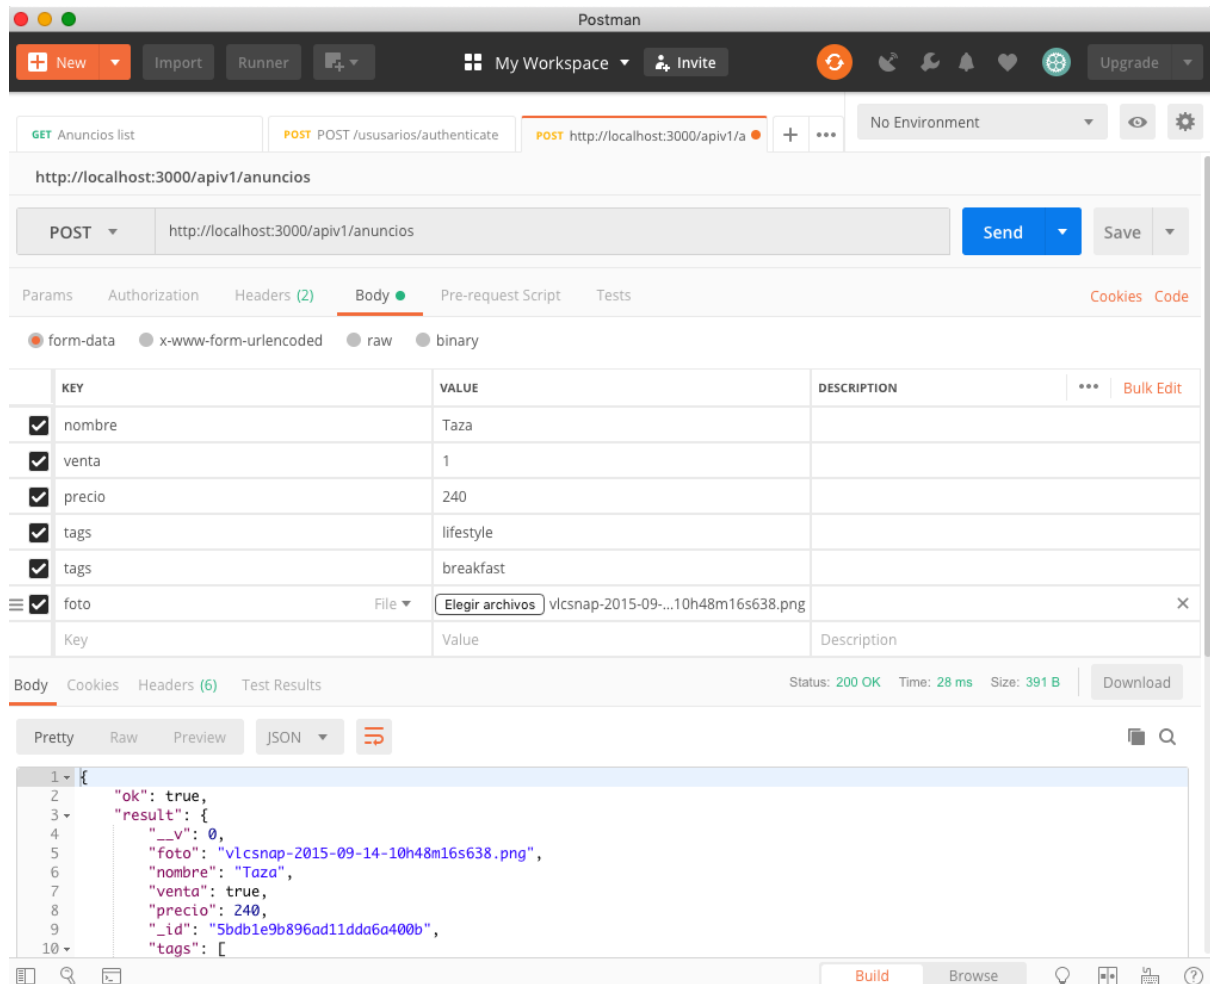 Postman
New Import Runner My Workspace Invite Upgrade
GET Anuncios list POST POST /ususarios/authenticate POST http://localhost:3000/apiv1/a No Environment
http://localhost:3000/apiv1/anuncios
POST http://localhost:3000/apiv1/anuncios Send Save
Params Authorization Headers (2) Body Pre-request Script Tests Cookies Code
form-data x-www-form-urlencoded raw binary
KEY VALUE DESCRIPTION Bulk Edit
nombre Taza
venta 1
precio 240
tags lifestyle
tags breakfast
foto File Elegir archivos vlcsnap-2015-09-...10h48m16s638.png
Key Value Description
Body Cookies Headers (6) Test Results Status: 200 OK Time: 28 ms Size: 391 B Download
Pretty Raw Preview JSON
1 {
2 "ok": true,
3 "result": {
4 "__v": 0,
5 "foto": "vlcsnap-2015-09-14-10h48m16s638.png",
6 "nombre": "Taza",
7 "venta": true,
8 "precio": 240,
9 "_id": "5bdb1e9b896ad11dda6a400b",
10 "tags": [
Build Browse